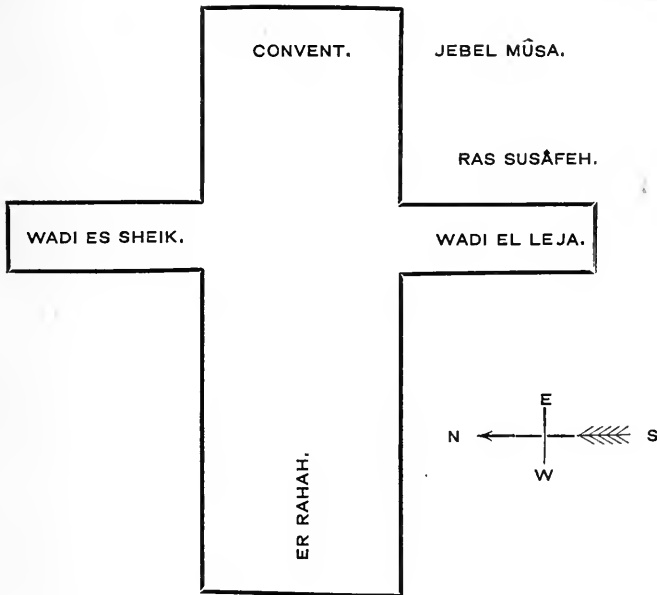 CONVENT.
JEBEL MÛSA.
RAS SUSÂFEH.
WADI ES SHEIK.
WADI EL LEJA.
ER RAHAH.
E
N
S
W